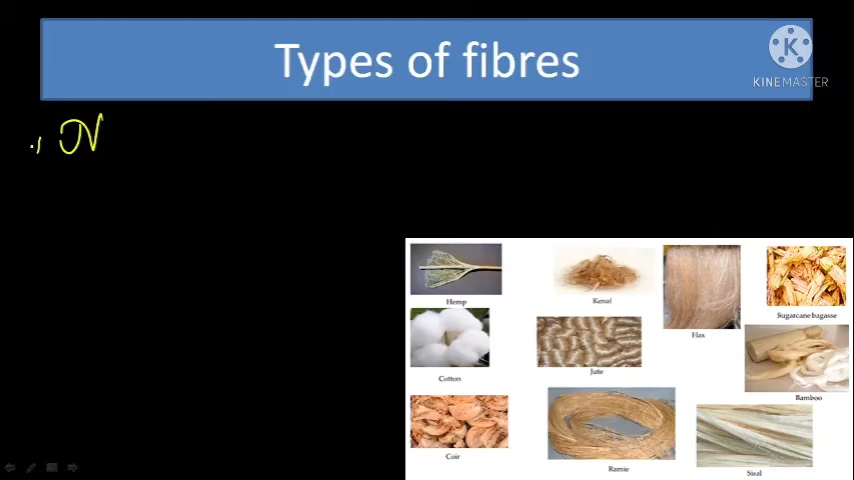 Types of fibres
KINEMASTER
N
Hemp
Kenaf
Flax
Sugarcane bagasse
Cotton
Jute
Bamboo
Coir
Ramie
Sisal